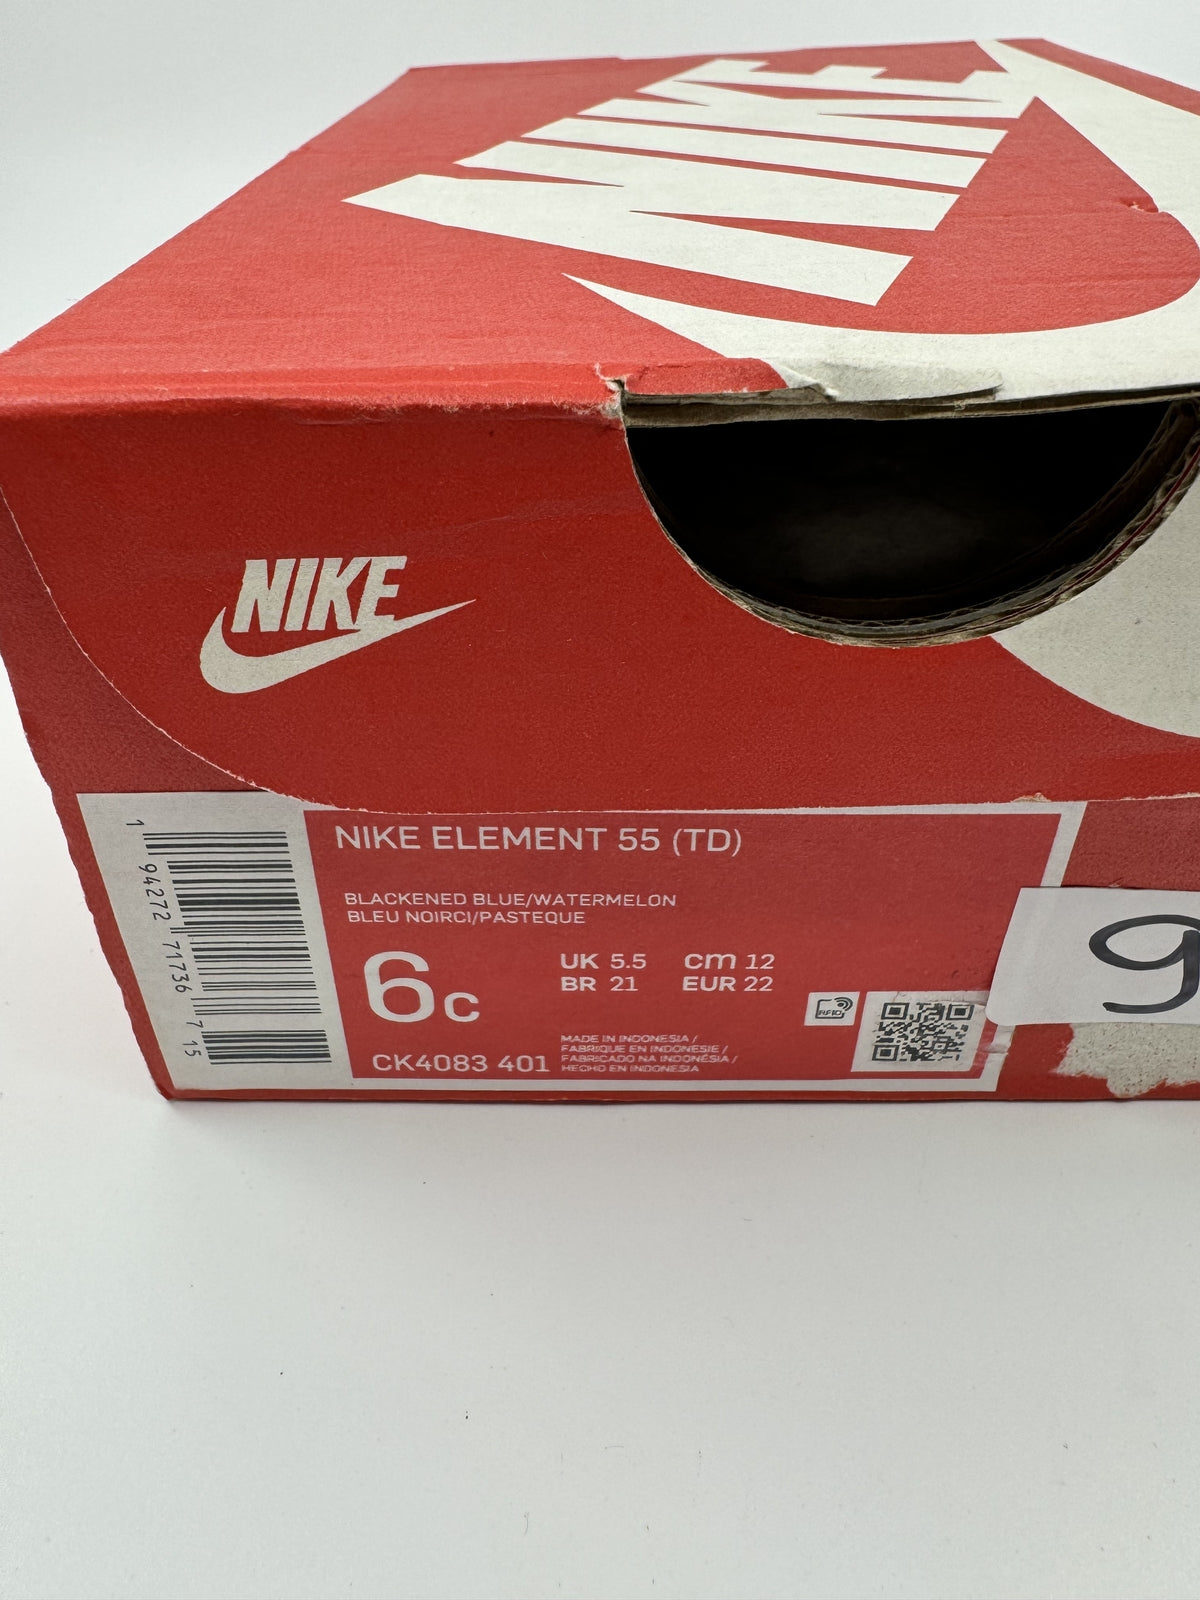 NIKE
NIKE
NIKE ELEMENT 55 (TD)
BLACKENED BLUE/WATERMELON
BLEU NOIRCI/PASTEQUE
6c
UK 5.5 cm 12
BR 21 EUR 22
CK4083 401
MADE IN INDONESIA /
FABRIQUE EN INDONESIE /
FABRICADO NA INDONÉSIA /
HECHO EN INDONESIA
RFID
1 94272 71736 7 15
9